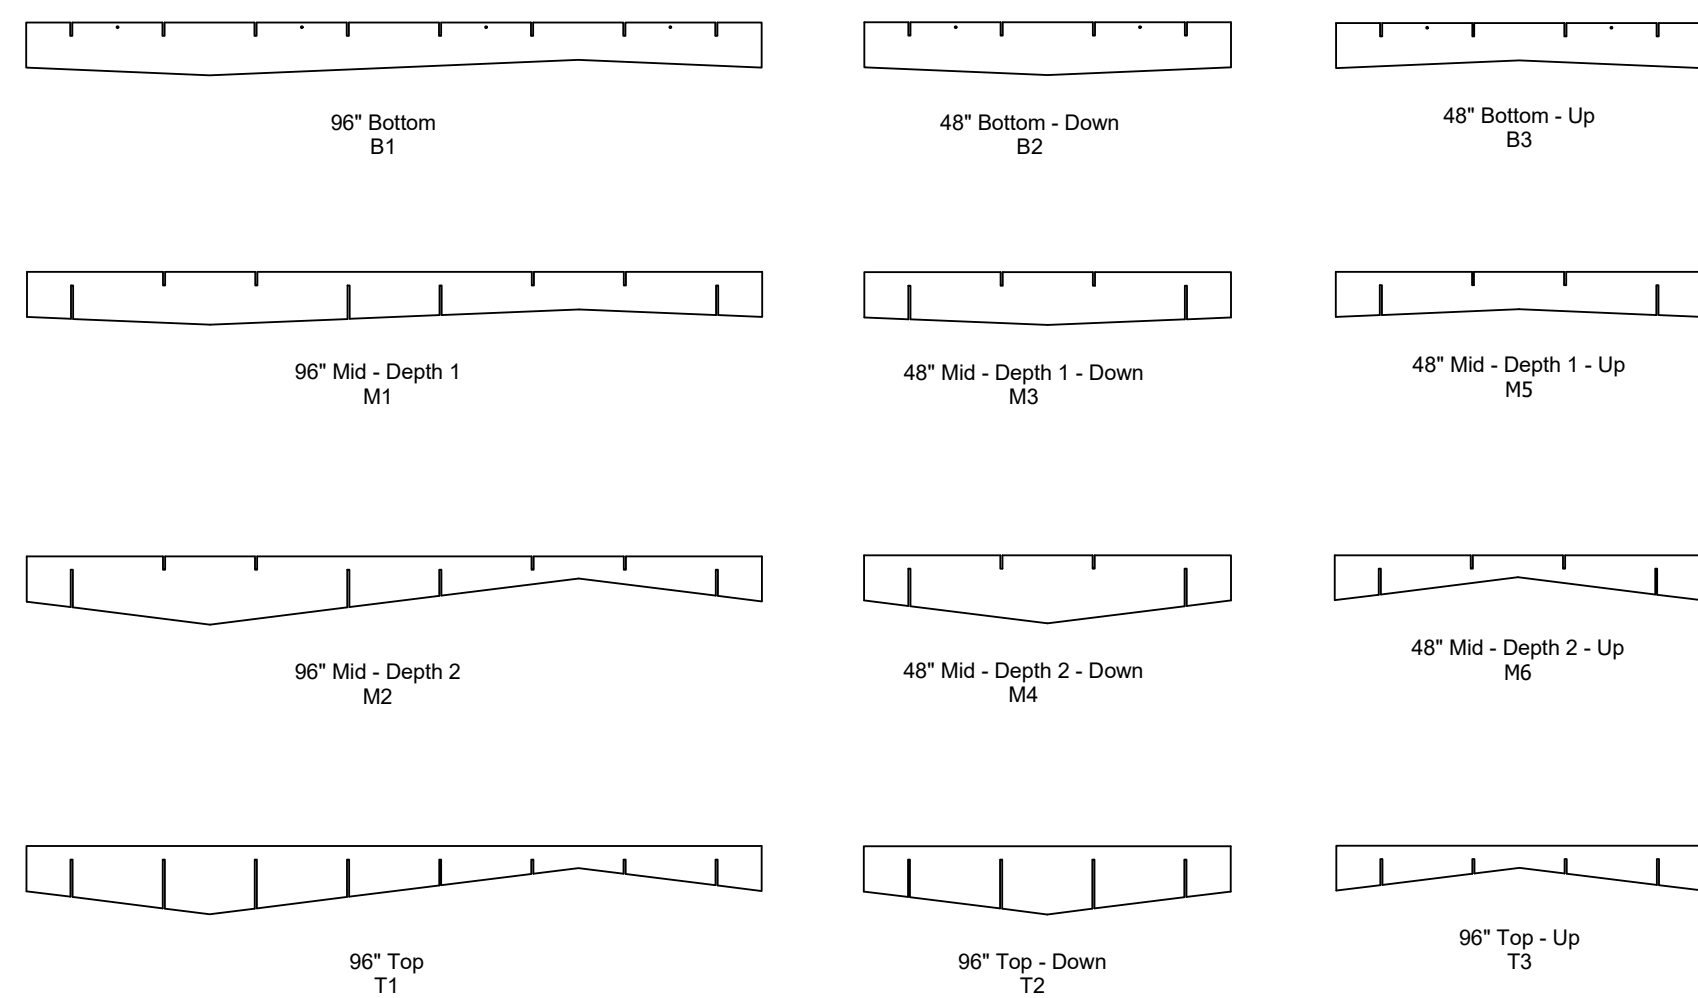 96" Bottom
B1
48" Bottom - Down
B2
48" Bottom - Up
B3
96" Mid - Depth 1
M1
48" Mid - Depth 1 - Down
M3
48" Mid - Depth 1 - Up
M5
96" Mid - Depth 2
M2
48" Mid - Depth 2 - Down
M4
48" Mid - Depth 2 - Up
M6
96" Top
T1
96" Top - Down
T2
96" Top - Up
T3